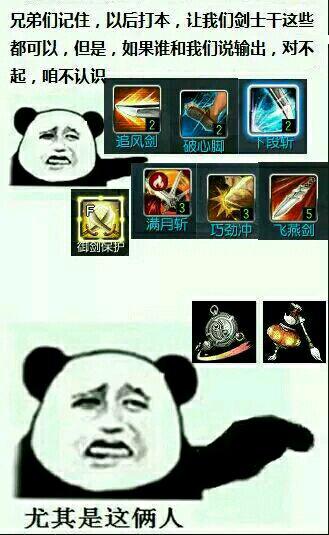 兄弟们记住，以后打本，让我们剑士干这些
都可以，但是，如果谁和我们说输出，对不
起，咱不认识
2 2 2
追风剑 破心脚 下段斩
F 3 3 5
御剑保护 满月斩 巧劲冲 飞燕剑
尤其是这俩人